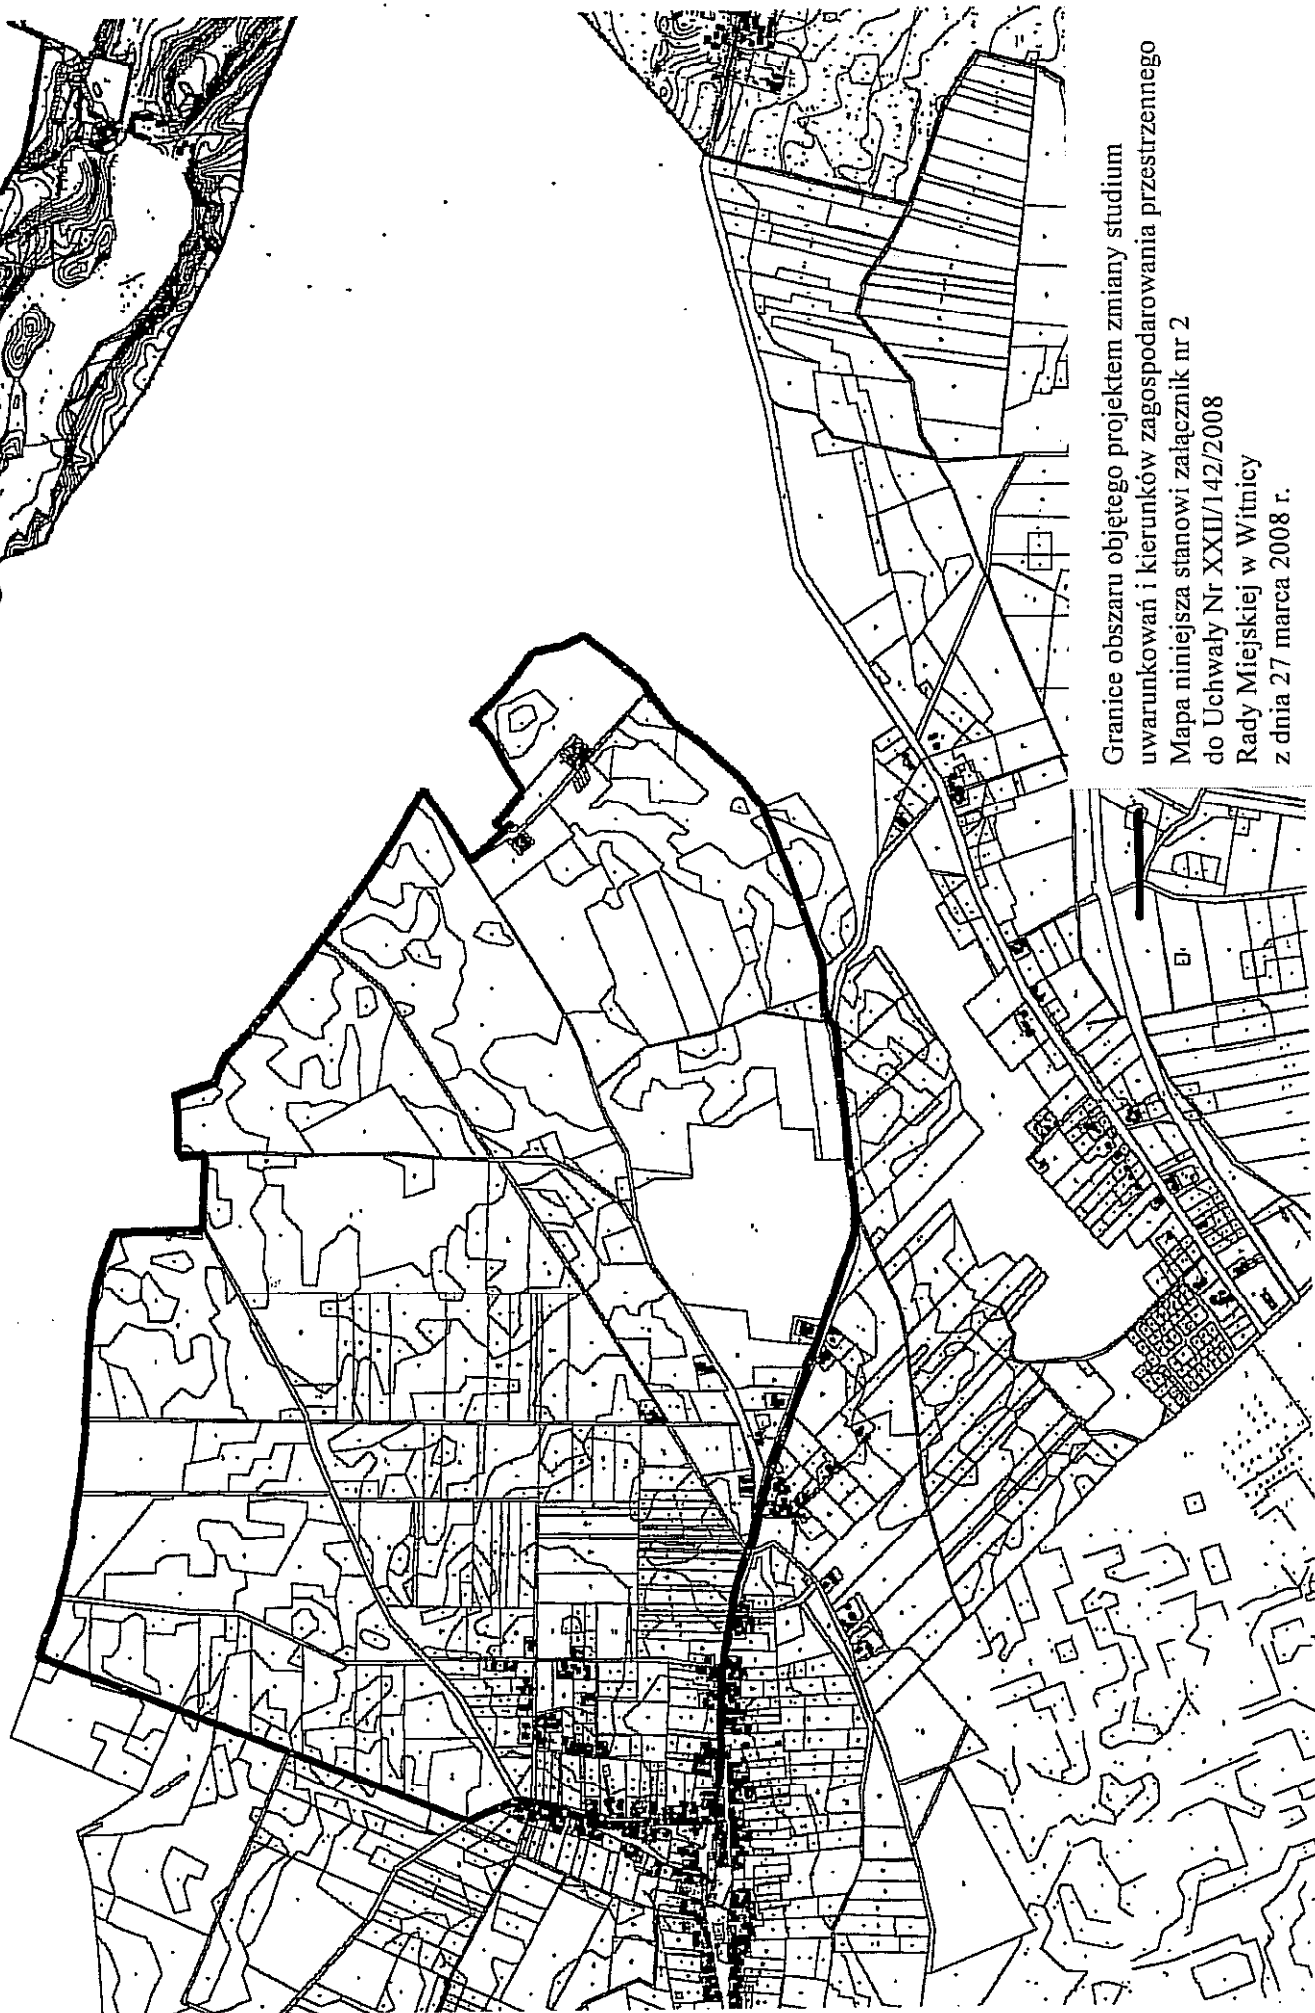 Granice obszaru objętego projektem zmiany studium
uwarunkowań i kierunków zagospodarowania przestrzennego
Mapa niniejsza stanowi załącznik nr 2
do Uchwały Nr XXII/142/2008
Rady Miejskiej w Witnicy
z dnia 27 marca 2008 r.